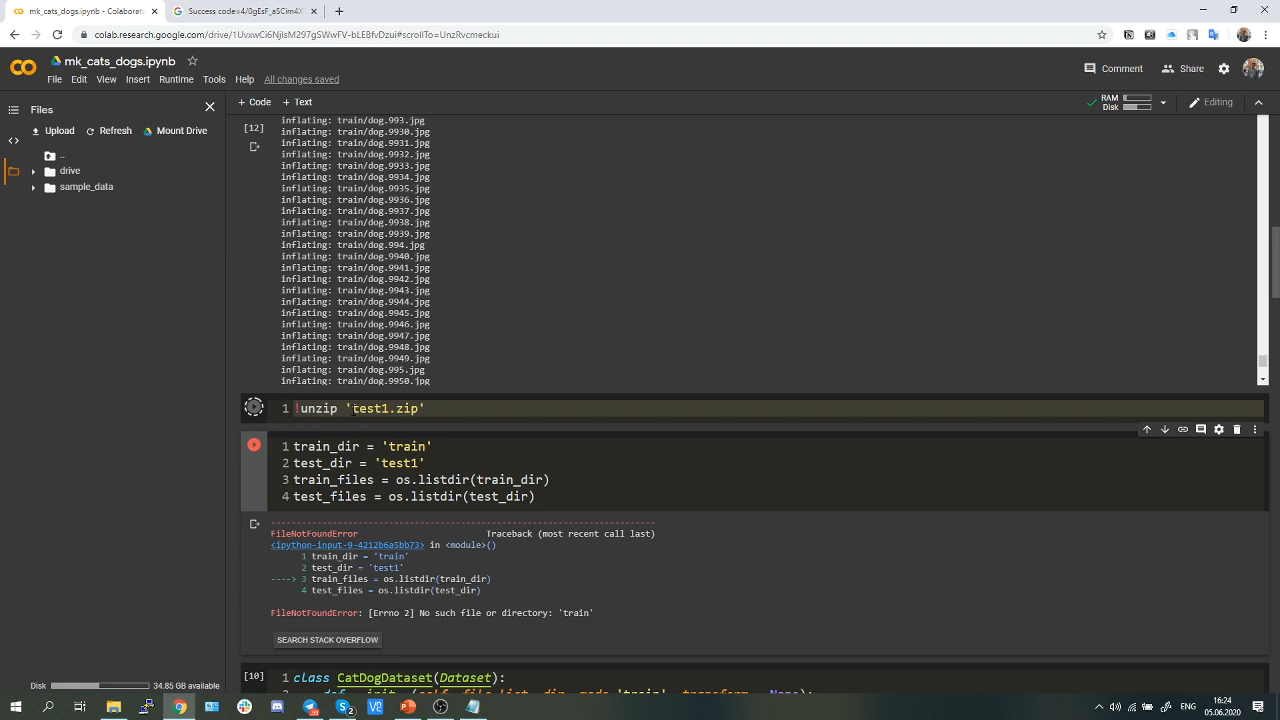 mk_cats_dogs.ipynb - Colaborato
Success code=4/0gEsF_aSCim4X
colab.research.google.com/drive/1UvxwCi6NjIsM297gSWwFV-bLEBfvDzui#scrollTo=UnzRvcmeckui
mk_cats_dogs.ipynb
File Edit View Insert Runtime Tools Help All changes saved
Comment Share
Files
+ Code + Text
RAM
Disk
Editing
Upload Refresh Mount Drive
..
drive
sample_data
[12]
inflating: train/dog.993.jpg
inflating: train/dog.9930.jpg
inflating: train/dog.9931.jpg
inflating: train/dog.9932.jpg
inflating: train/dog.9933.jpg
inflating: train/dog.9934.jpg
inflating: train/dog.9935.jpg
inflating: train/dog.9936.jpg
inflating: train/dog.9937.jpg
inflating: train/dog.9938.jpg
inflating: train/dog.9939.jpg
inflating: train/dog.994.jpg
inflating: train/dog.9940.jpg
inflating: train/dog.9941.jpg
inflating: train/dog.9942.jpg
inflating: train/dog.9943.jpg
inflating: train/dog.9944.jpg
inflating: train/dog.9945.jpg
inflating: train/dog.9946.jpg
inflating: train/dog.9947.jpg
inflating: train/dog.9948.jpg
inflating: train/dog.9949.jpg
inflating: train/dog.995.jpg
inflating: train/dog.9950.jpg
1 !unzip 'test1.zip'
1 train_dir = 'train'
2 test_dir = 'test1'
3 train_files = os.listdir(train_dir)
4 test_files = os.listdir(test_dir)
---------------------------------------------------------------------------
FileNotFoundError Traceback (most recent call last)
<ipython-input-9-4212b6a5bb73> in <module>()
1 train_dir = 'train'
2 test_dir = 'test1'
----> 3 train_files = os.listdir(train_dir)
4 test_files = os.listdir(test_dir)
FileNotFoundError: [Errno 2] No such file or directory: 'train'
SEARCH STACK OVERFLOW
[10]
1 class CatDogDataset(Dataset):
Disk 34.85 GB available
16:24
05.06.2020